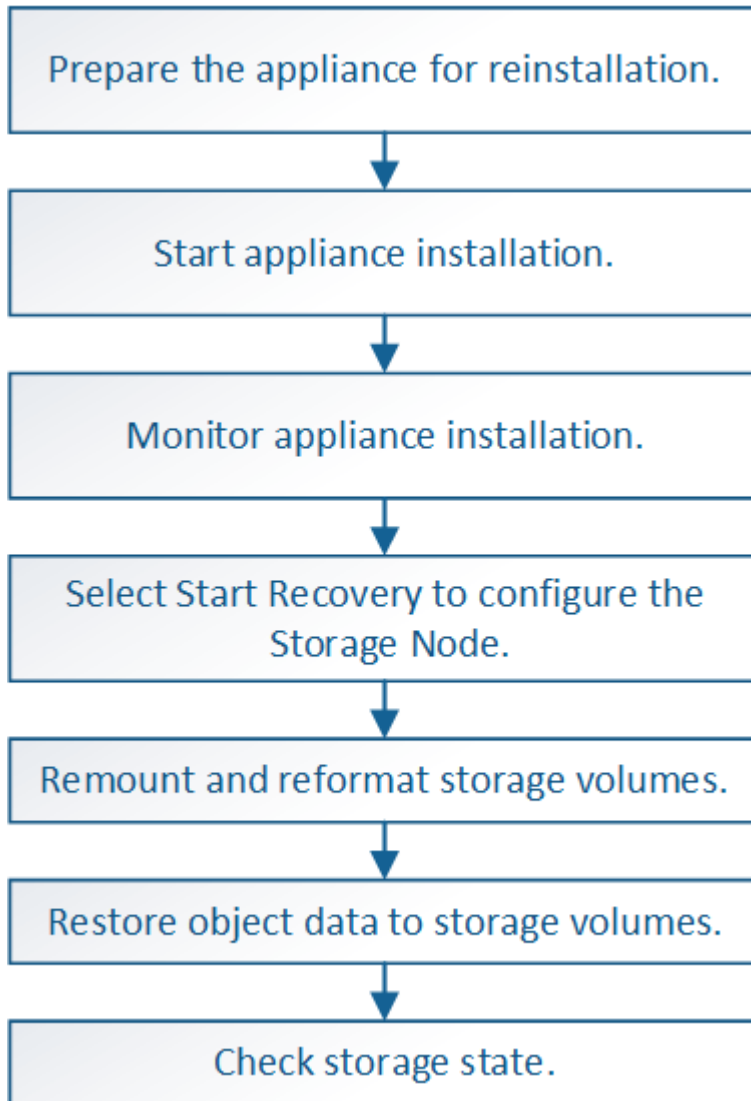 Prepare the appliance for reinstallation.
Start appliance installation.
Monitor appliance installation.
Select Start Recovery to configure the
Storage Node.
Remount and reformat storage volumes.
Restore object data to storage volumes.
Check storage state.